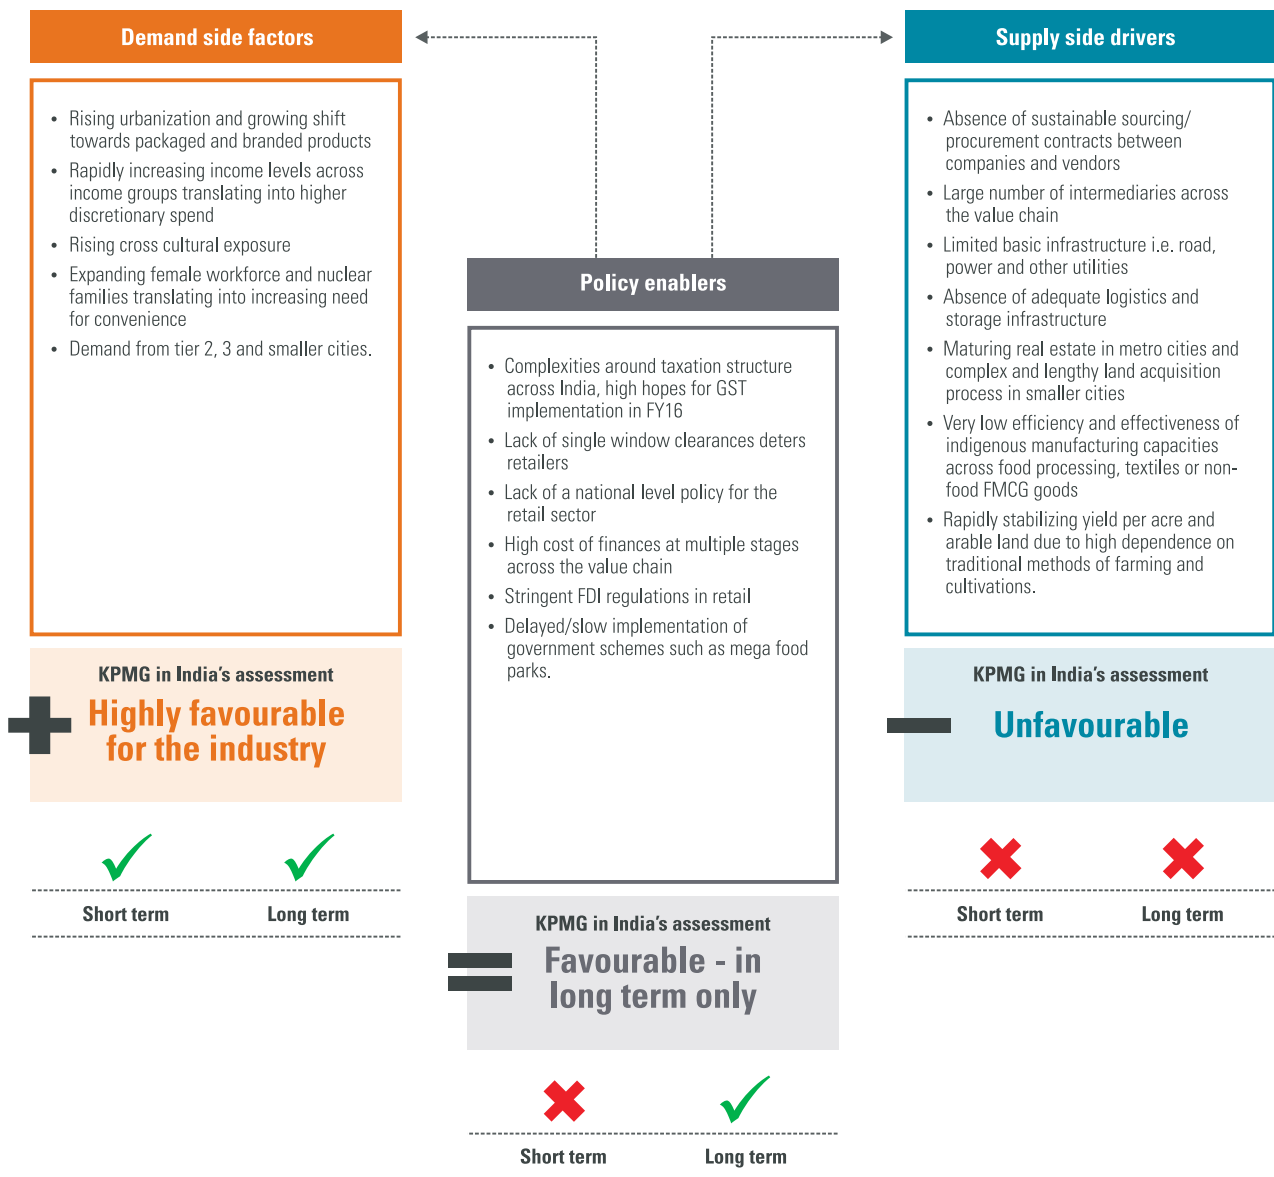 Demand side factors
• Rising urbanization and growing shift
towards packaged and branded products
• Rapidly increasing income levels across
income groups translating into higher
discretionary spend
• Rising cross cultural exposure
• Expanding female workforce and nuclear
families translating into increasing need
for convenience
• Demand from tier 2, 3 and smaller cities.
KPMG in India's assessment
Highly favourable
for the industry
Short term
Long term
Policy enablers
• Complexities around taxation structure
across India, high hopes for GST
implementation in FY16
• Lack of single window clearances deters
retailers
• Lack of a national level policy for the
retail sector
• High cost of finances at multiple stages
across the value chain
• Stringent FDI regulations in retail
• Delayed/slow implementation of
government schemes such as mega food
parks.
KPMG in India's assessment
Favourable - in
long term only
Short term
Long term
Supply side drivers
• Absence of sustainable sourcing/
procurement contracts between
companies and vendors
• Large number of intermediaries across
the value chain
• Limited basic infrastructure i.e. road,
power and other utilities
• Absence of adequate logistics and
storage infrastructure
• Maturing real estate in metro cities and
complex and lengthy land acquisition
process in smaller cities
• Very low efficiency and effectiveness of
indigenous manufacturing capacities
across food processing, textiles or non-
food FMCG goods
• Rapidly stabilizing yield per acre and
arable land due to high dependence on
traditional methods of farming and
cultivations.
KPMG in India's assessment
Unfavourable
Short term
Long term